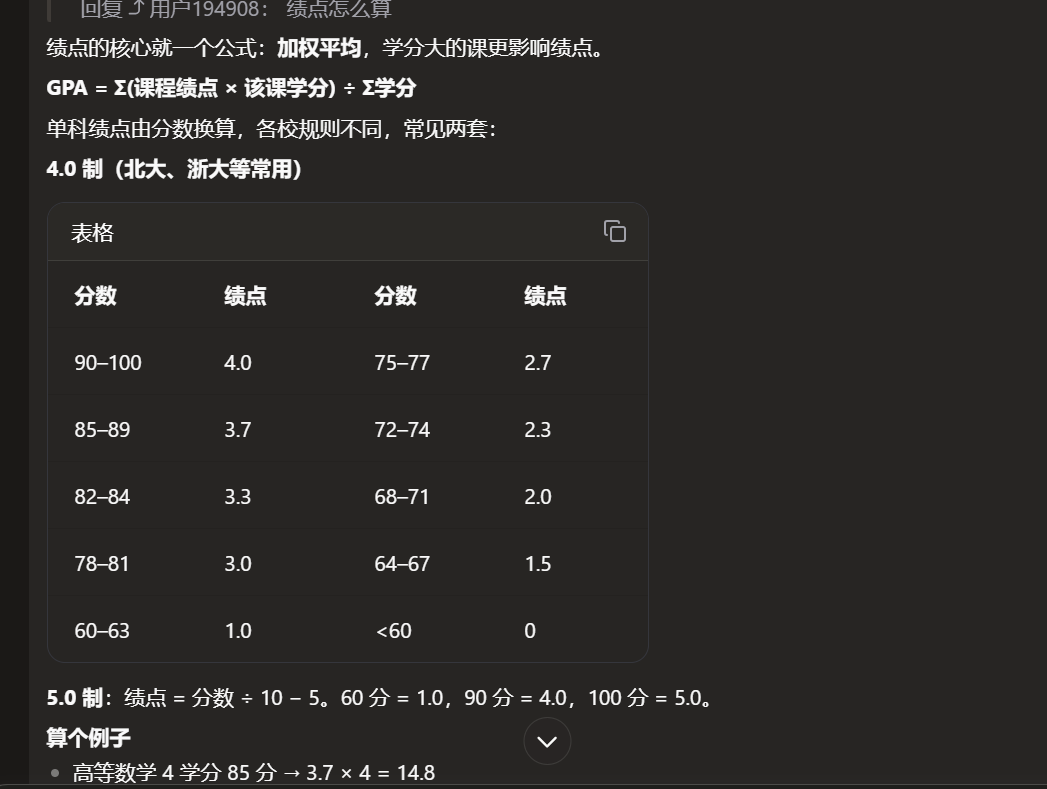 回复 ⤴ 用户194908： 绩点怎么算
绩点的核心就一个公式：加权平均，学分大的课更影响绩点。
GPA = Σ(课程绩点 × 该课学分) ÷ Σ学分
单科绩点由分数换算，各校规则不同，常见两套：
4.0 制（北大、浙大等常用）
表格
分数 绩点 分数 绩点
90–100 4.0 75–77 2.7
85–89 3.7 72–74 2.3
82–84 3.3 68–71 2.0
78–81 3.0 64–67 1.5
60–63 1.0 <60 0
5.0 制：绩点 = 分数 ÷ 10 − 5。60 分 = 1.0，90 分 = 4.0，100 分 = 5.0。
算个例子
• 高等数学 4 学分 85 分 → 3.7 × 4 = 14.8